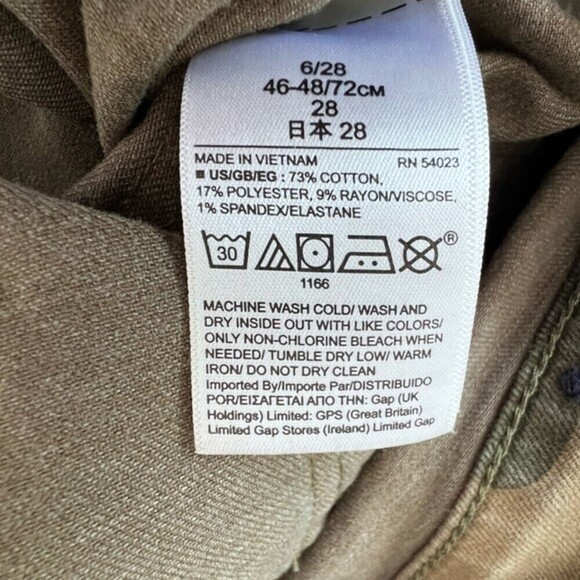 6/28
46-48/72CM
28
日本 28
MADE IN VIETNAM RN 54023
■ US/GB/EG : 73% COTTON,
17% POLYESTER, 9% RAYON/VISCOSE,
1% SPANDEX/ELASTANE
30 ®
1166
MACHINE WASH COLD/ WASH AND
DRY INSIDE OUT WITH LIKE COLORS/
ONLY NON-CHLORINE BLEACH WHEN
NEEDED/ TUMBLE DRY LOW/ WARM
IRON/ DO NOT DRY CLEAN
Imported By/Importe Par/DISTRIBUIDO
POR/ΕΙΣΑΓΕΤΑΙ ΑΠΟ ΤΗΝ: Gap (UK
Holdings) Limited: GPS (Great Britain)
Limited Gap Stores (Ireland) Limited Gap